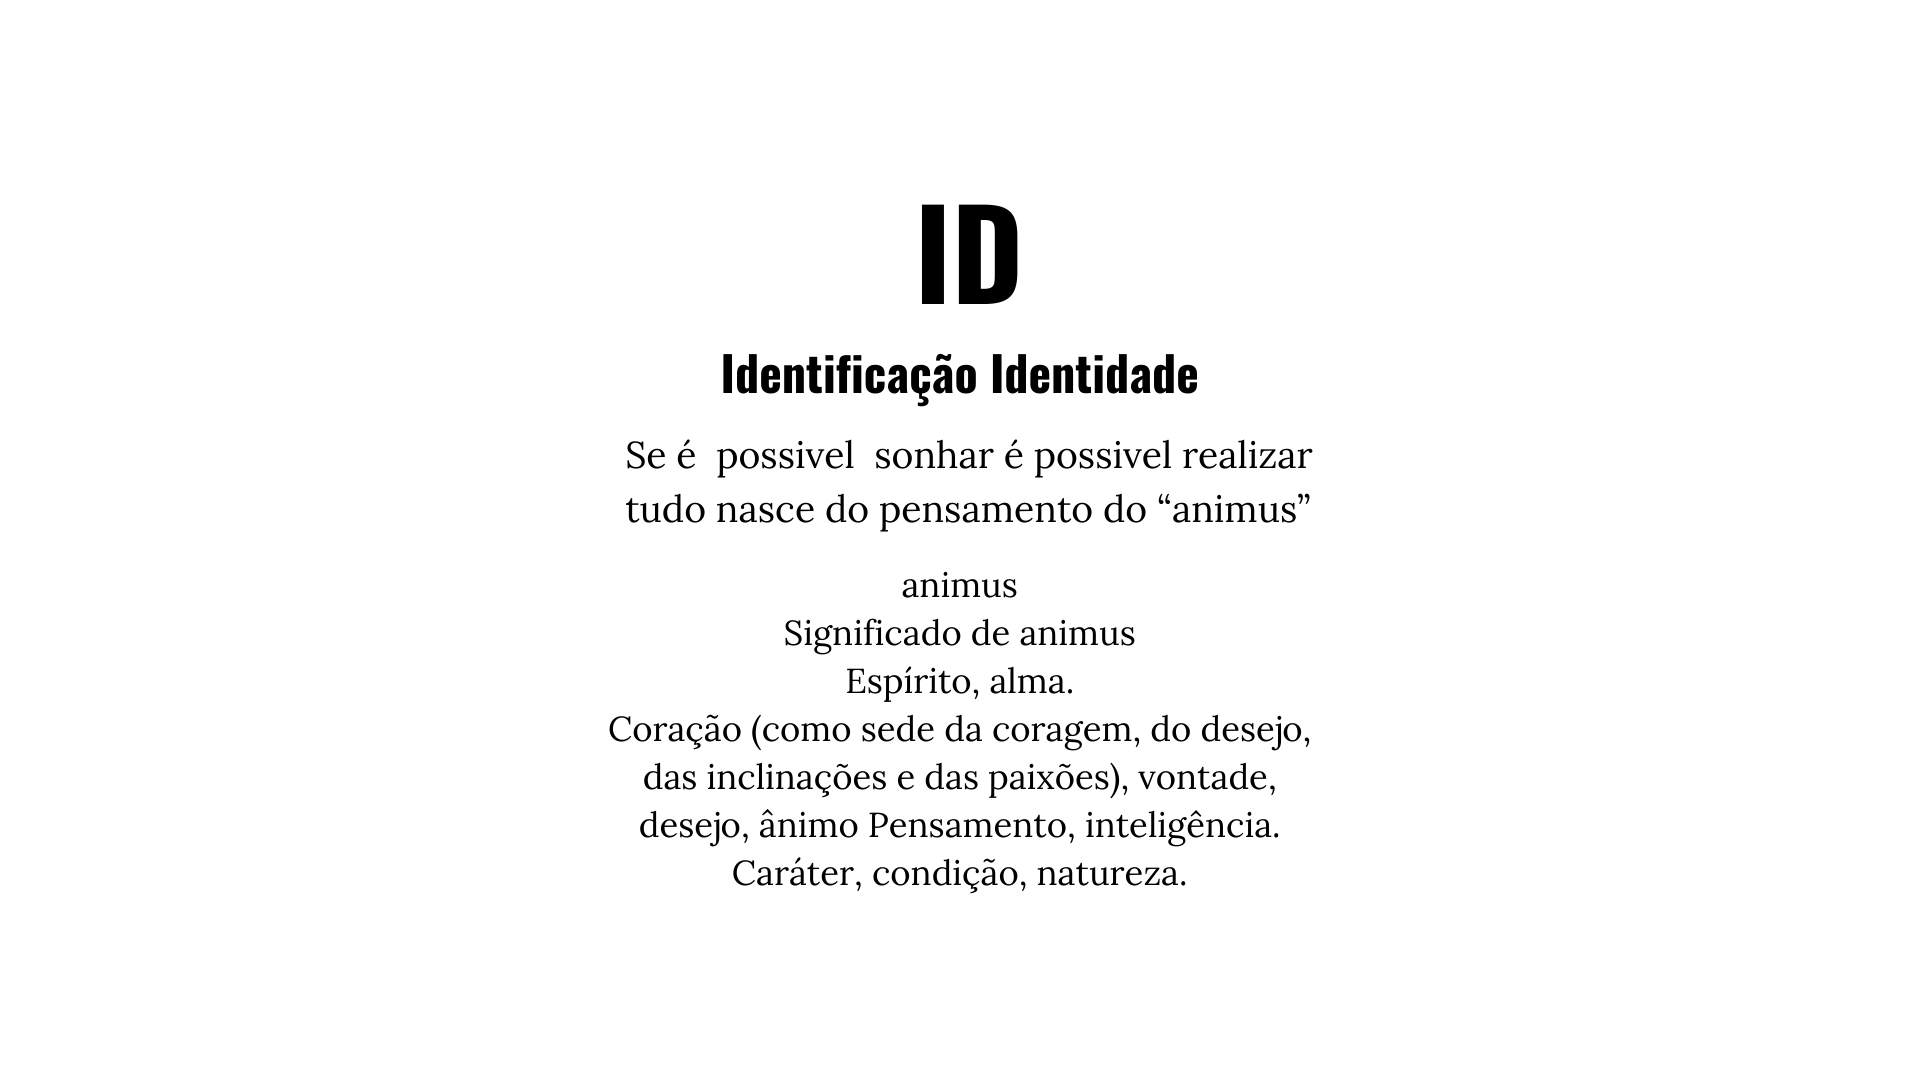 ID
Identificação Identidade
Se é  possivel  sonhar é possivel realizar
tudo nasce do pensamento do “animus”
animus
Significado de animus
Espírito, alma.
Coração (como sede da coragem, do desejo,
das inclinações e das paixões), vontade,
desejo, ânimo Pensamento, inteligência.
Caráter, condição, natureza.